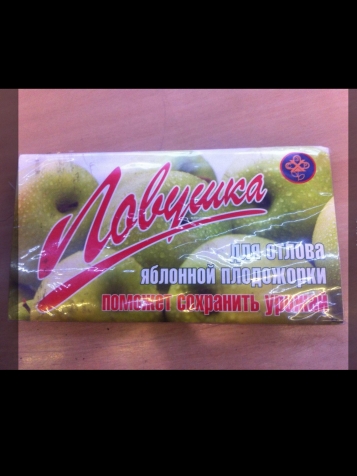 Ловушка
для отлова
яблонной плодожорки
поможет сохранить урожай